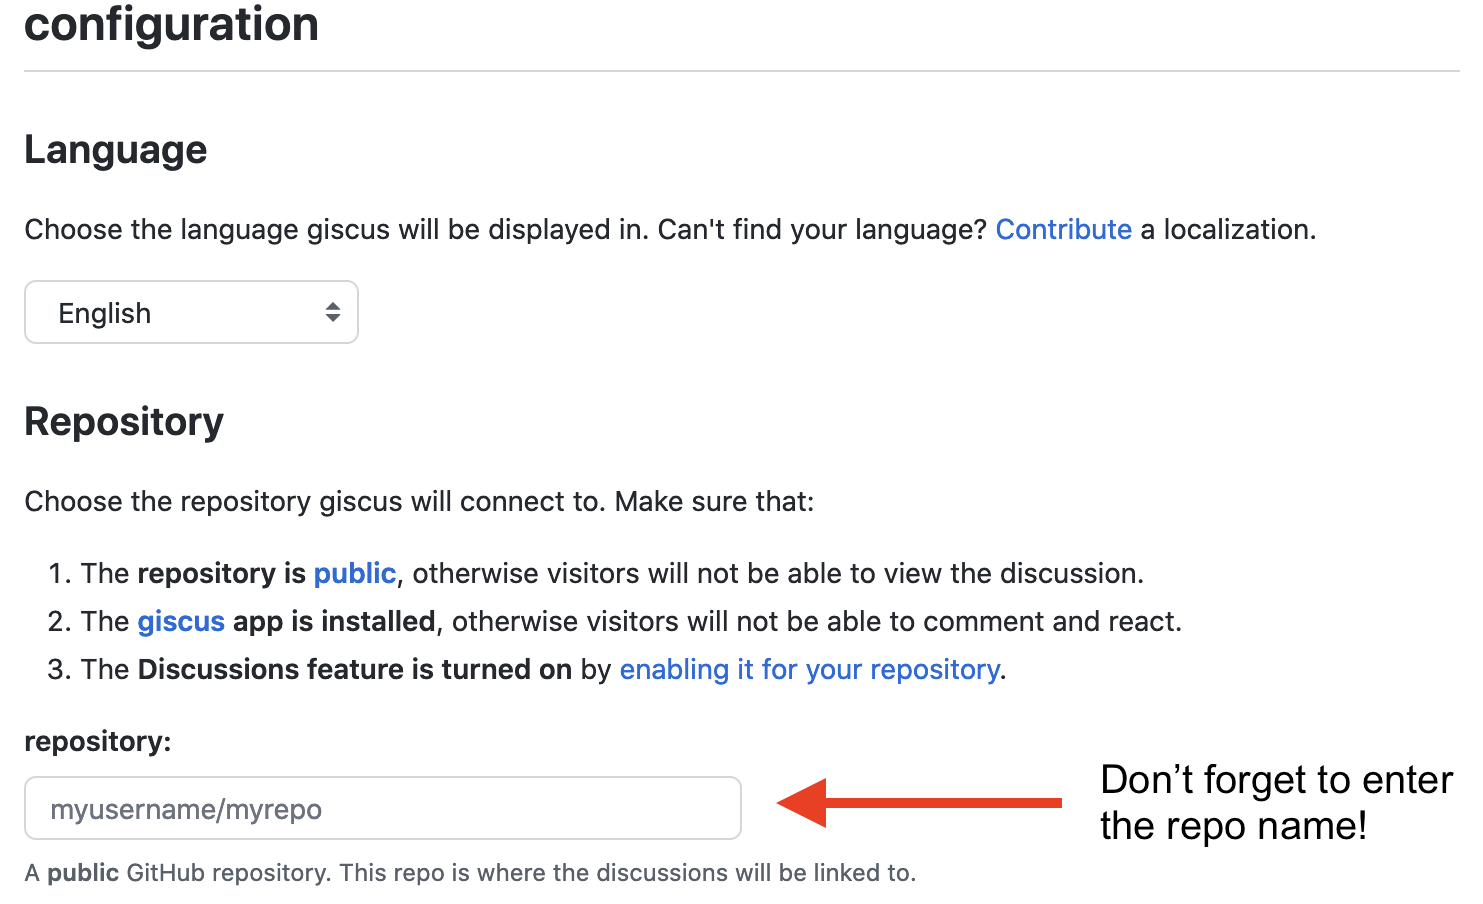 configuration
Language
Choose the language giscus will be displayed in. Can't find your language? Contribute a localization.
English
Repository
Choose the repository giscus will connect to. Make sure that:
1. The repository is public, otherwise visitors will not be able to view the discussion.
2. The giscus app is installed, otherwise visitors will not be able to comment and react.
3. The Discussions feature is turned on by enabling it for your repository.
repository:
myusername/myrepo
Don’t forget to enter
the repo name!
A public GitHub repository. This repo is where the discussions will be linked to.